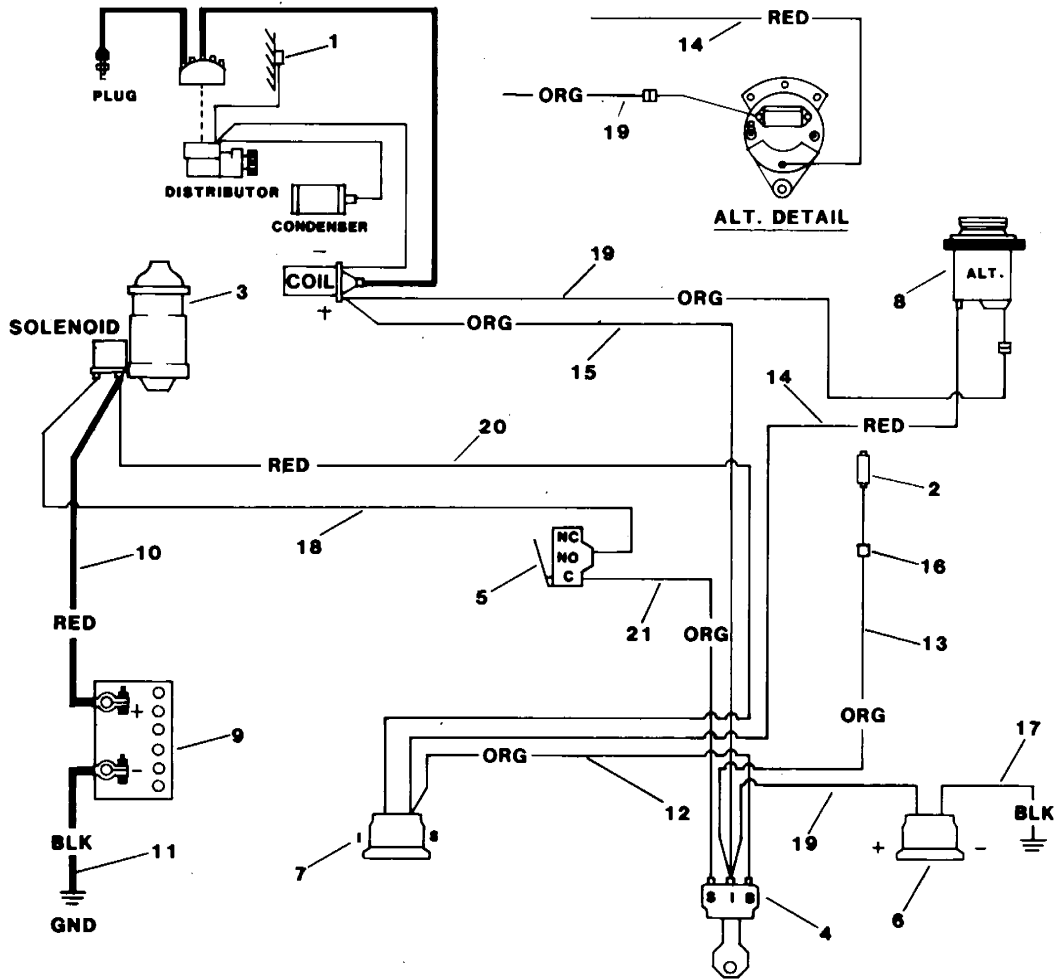 RED
14
1
PLUG
ORG
19
DISTRIBUTOR
CONDENSER
ALT. DETAIL
-
COIL
+
19
ORG
ALT.
8
3
SOLENOID
ORG
15
14
RED
20
RED
2
18
NC
NO
C
5
16
10
21
ORG
13
RED
+
-
9
ORG
ORG
17
12
19
BLK
BLK
11
I
S
7
+
-
6
GND
S I B
4